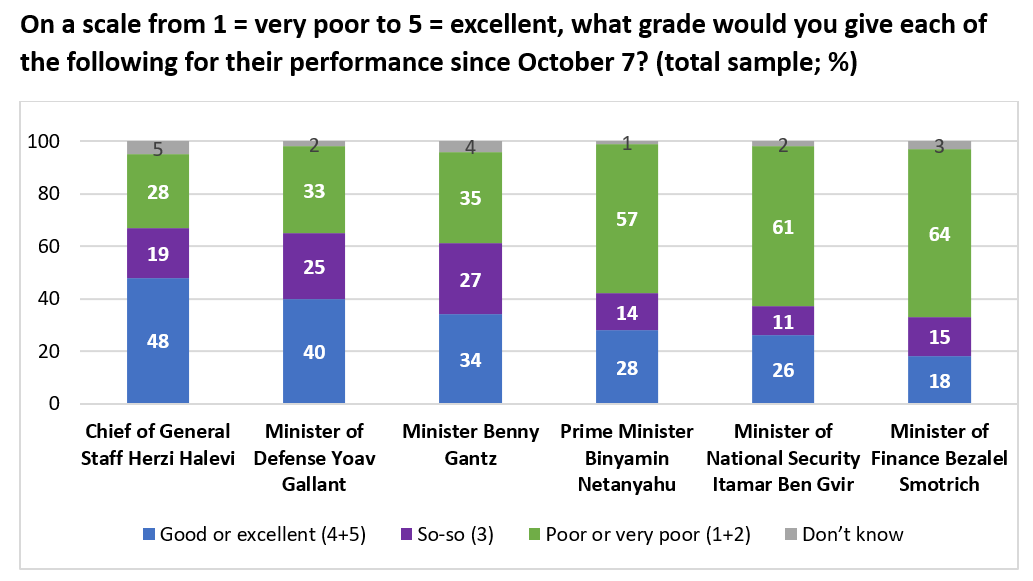 On a scale from 1 = very poor to 5 = excellent, what grade would you give each of
the following for their performance since October 7? (total sample; %)
100
80
60
40
20
0
5
28
19
48
2
33
25
40
4
35
27
34
1
57
14
28
2
61
11
26
3
64
15
18
Chief of General
Staff Herzi Halevi
Minister of
Defense Yoav
Gallant
Minister Benny
Gantz
Prime Minister
Binyamin
Netanyahu
Minister of
National Security
Itamar Ben Gvir
Minister of
Finance Bezalel
Smotrich
Good or excellent (4+5)
So-so (3)
Poor or very poor (1+2)
Don’t know